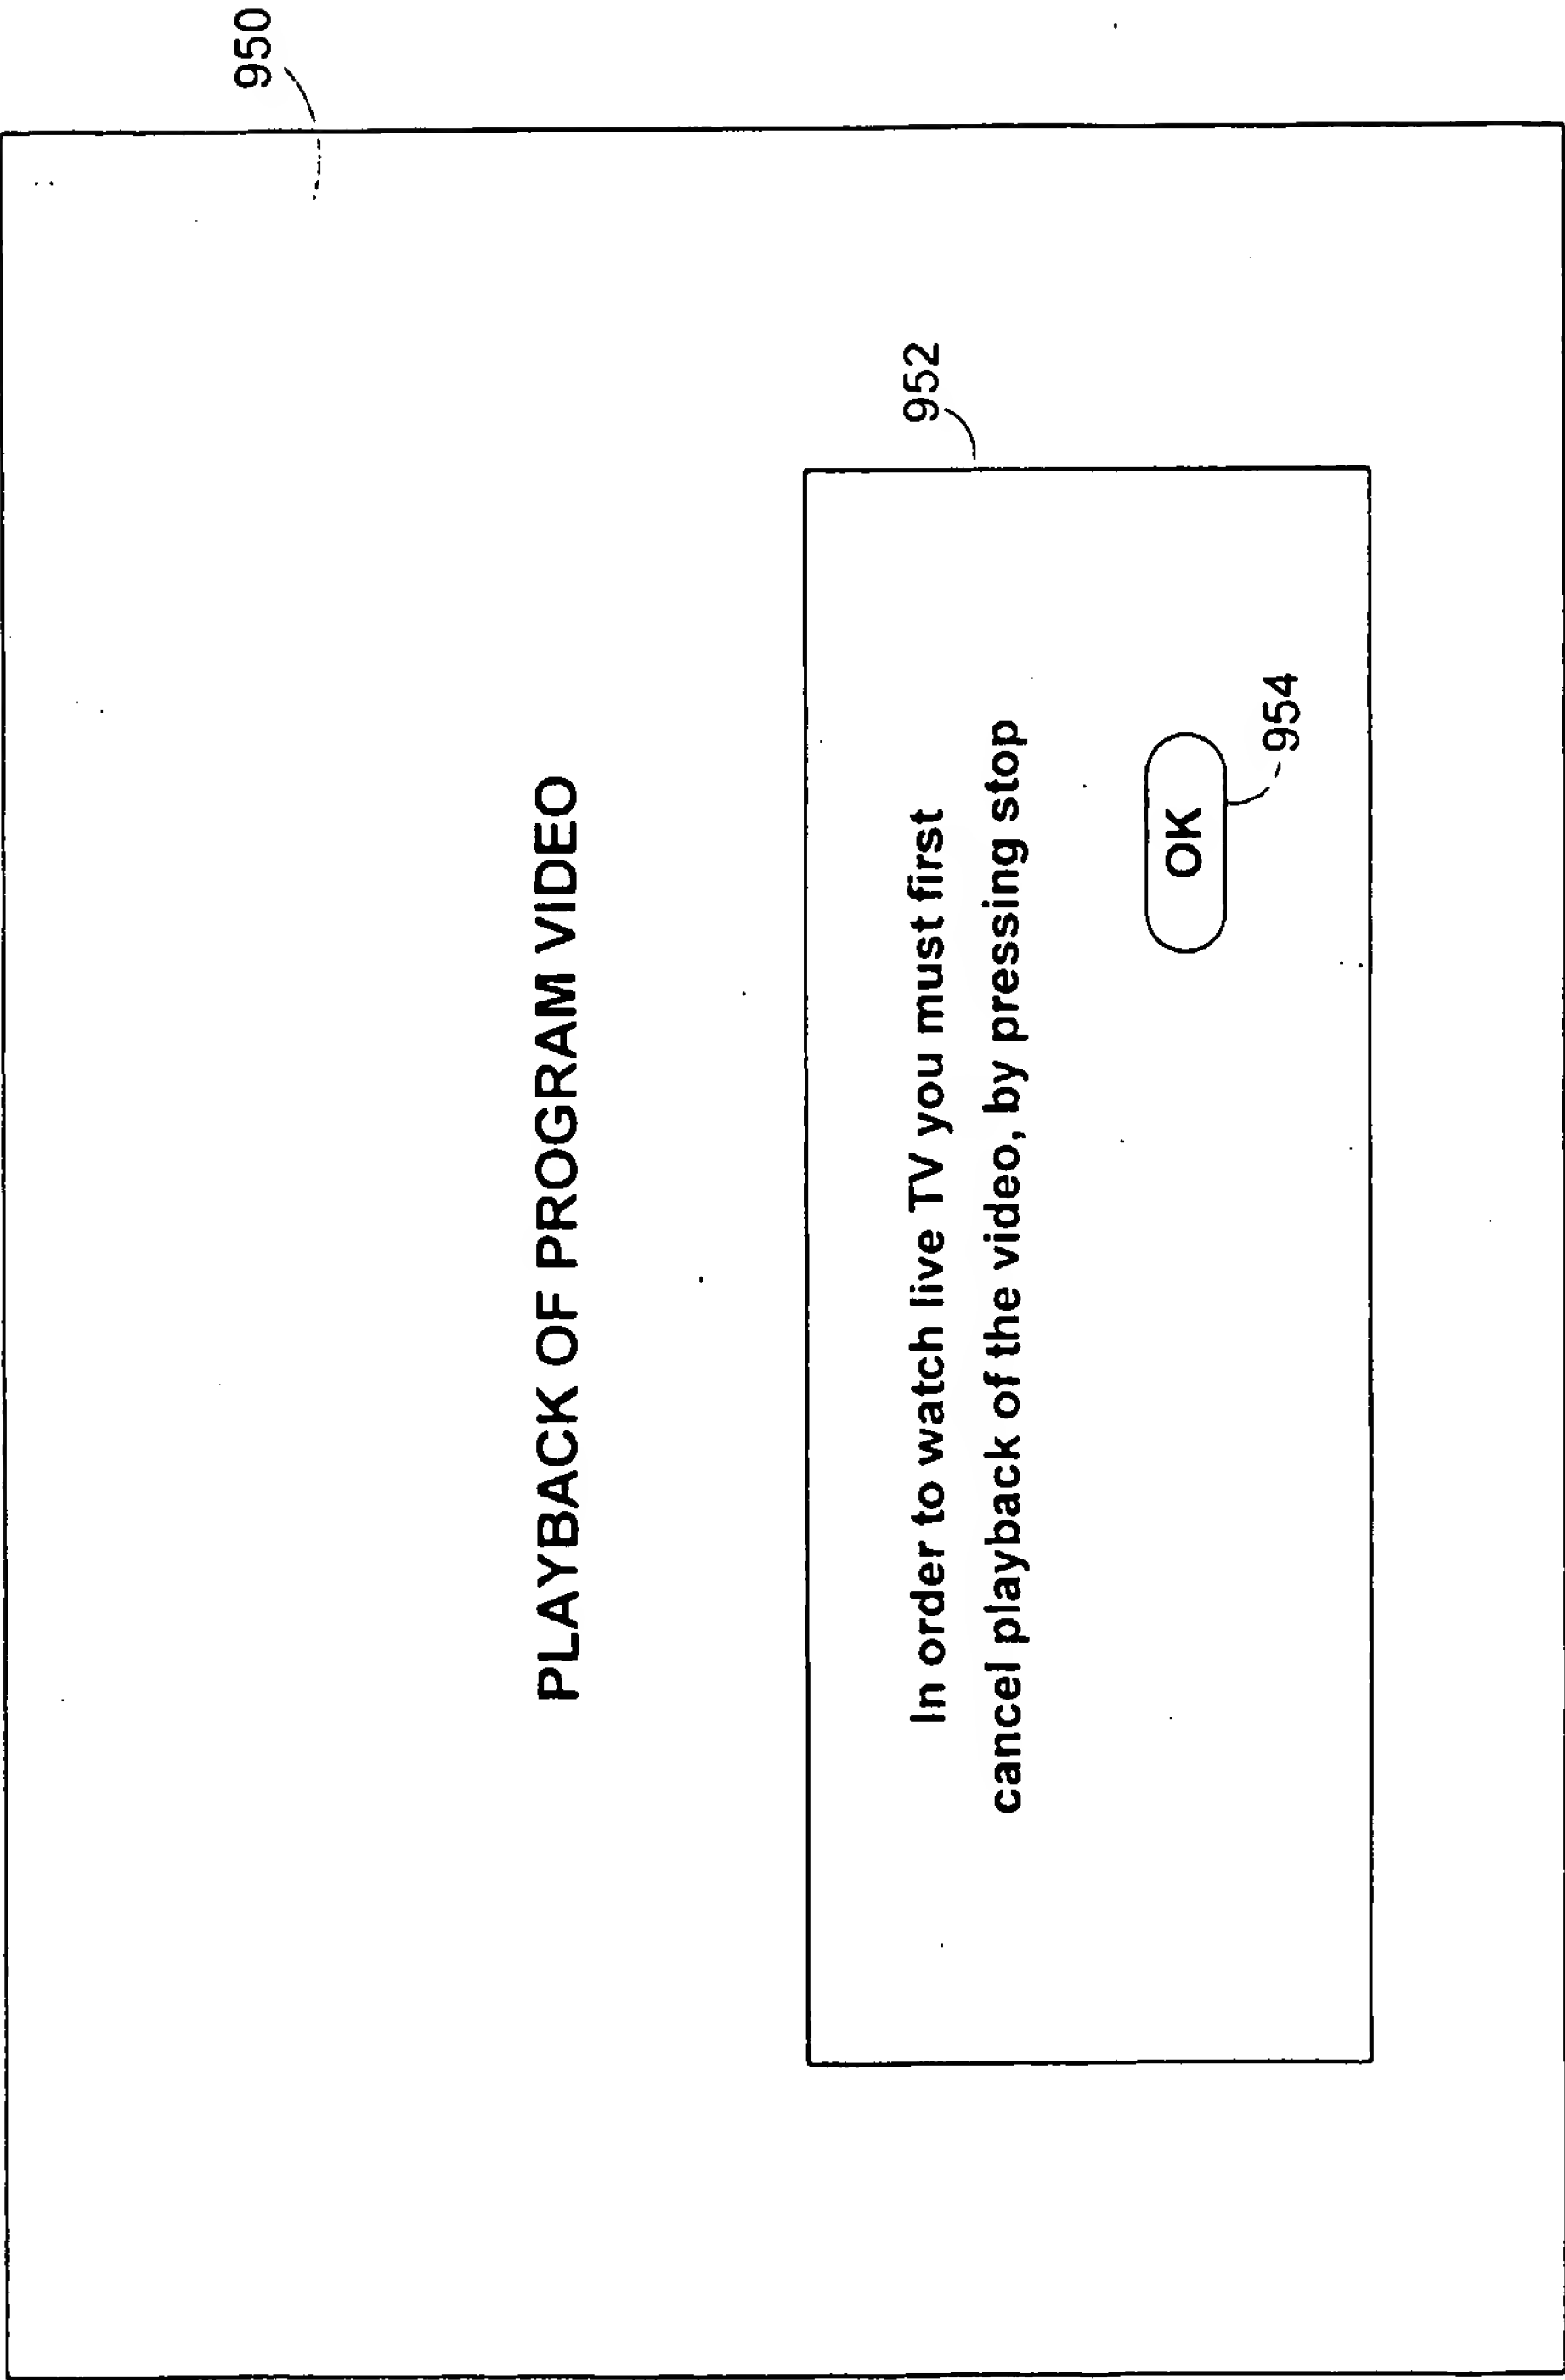 950
PLAYBACK OF PROGRAM VIDEO
952
In order to watch live TV you must first
cancel playback of the video, by pressing stop
OK
954